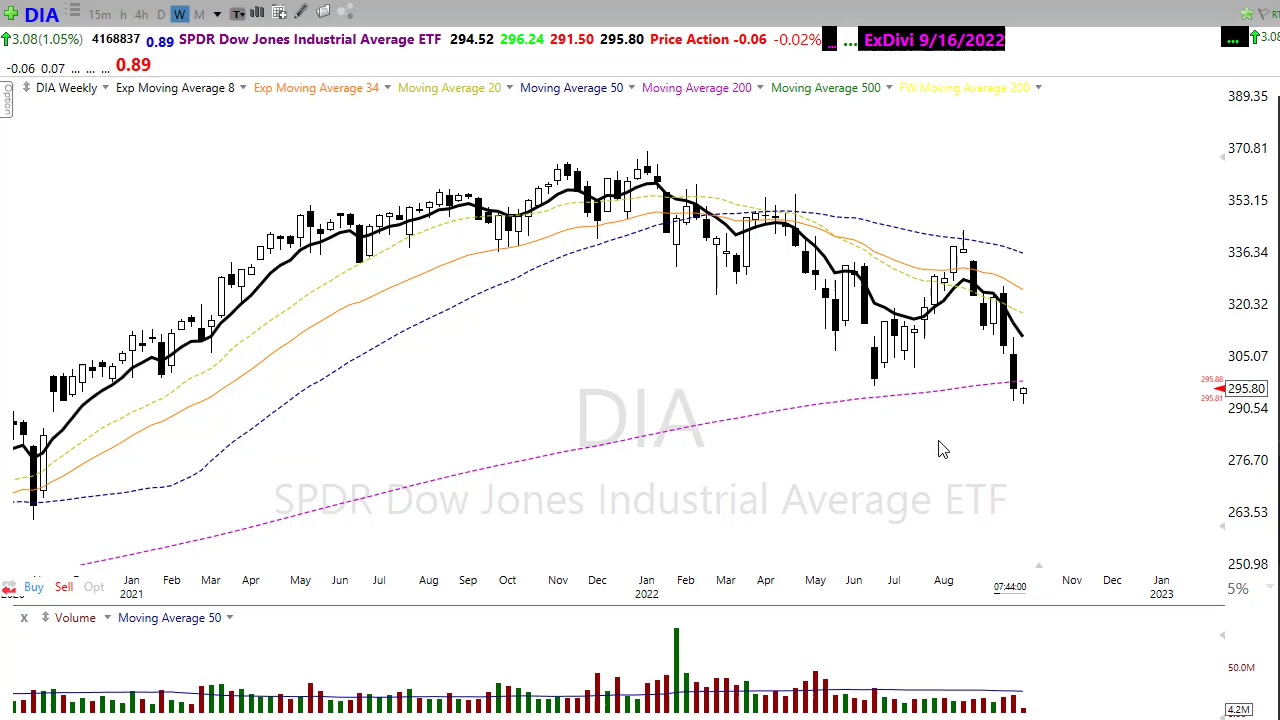 DIA 15m 1h 4h D W M T
3.08(1.05%) 4168837 0.89 SPDR Dow Jones Industrial Average ETF 294.52 296.24 291.50 295.80 Price Action -0.06 -0.02% ... ... ExDivi 9/16/2022 ... 3.08
-0.06 0.07 ... ... ... 0.89
Option
DIA Weekly Exp Moving Average 8 Exp Moving Average 34 Moving Average 20 Moving Average 50 Moving Average 200 Moving Average 500 FW Moving Average 200
389.35
370.81
353.15
336.34
320.32
305.07
295.88
295.80
295.81
290.54
276.70
263.53
250.98
DIA
SPDR Dow Jones Industrial Average ETF
Jan Feb Mar Apr May Jun Jul Aug Sep Oct Nov Dec Jan Feb Mar Apr May Jun Jul Aug 07:44:00 Nov Dec Jan
Buy Sell Opt 5%
2021 2022 2023
X Volume Moving Average 50
50.0M
4.2M